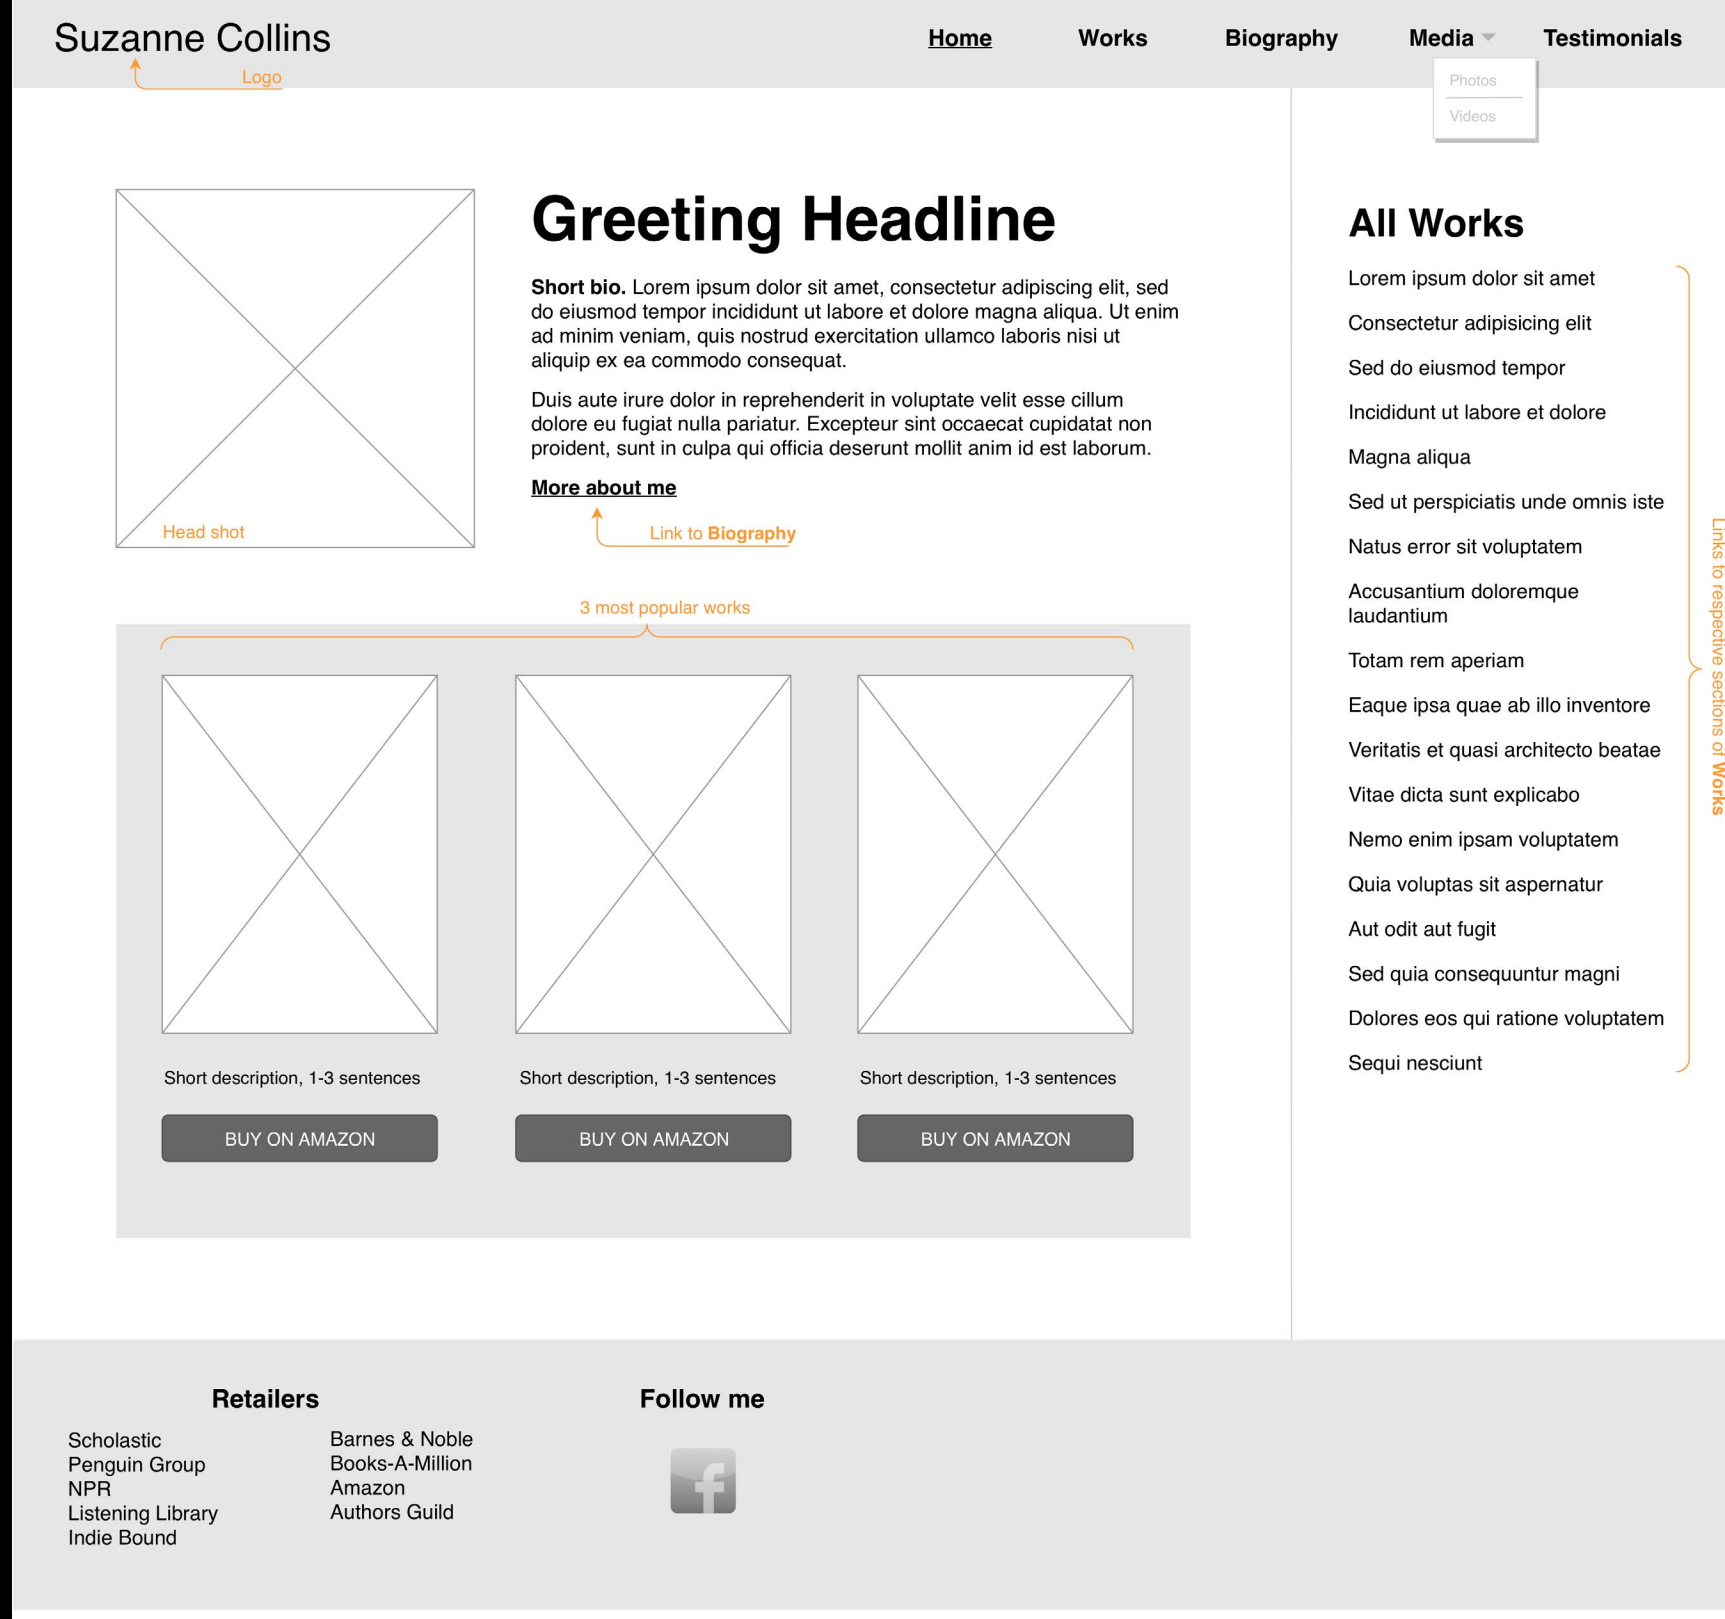 Suzanne Collins
Logo
Home
Works
Biography
Media
Testimonials
Photos
Videos
Greeting Headline
Short bio. Lorem ipsum dolor sit amet, consectetur adipiscing elit, sed
do eiusmod tempor incididunt ut labore et dolore magna aliqua. Ut enim
ad minim veniam, quis nostrud exercitation ullamco laboris nisi ut
aliquip ex ea commodo consequat.
Duis aute irure dolor in reprehenderit in voluptate velit esse cillum
dolore eu fugiat nulla pariatur. Excepteur sint occaecat cupidatat non
proident, sunt in culpa qui officia deserunt mollit anim id est laborum.
More about me
Link to Biography
Head shot
3 most popular works
Short description, 1-3 sentences
BUY ON AMAZON
Short description, 1-3 sentences
BUY ON AMAZON
Short description, 1-3 sentences
BUY ON AMAZON
All Works
Lorem ipsum dolor sit amet
Consectetur adipisicing elit
Sed do eiusmod tempor
Incididunt ut labore et dolore
Magna aliqua
Sed ut perspiciatis unde omnis iste
Natus error sit voluptatem
Accusantium doloremque
laudantium
Totam rem aperiam
Eaque ipsa quae ab illo inventore
Veritatis et quasi architecto beatae
Vitae dicta sunt explicabo
Nemo enim ipsam voluptatem
Quia voluptas sit aspernatur
Aut odit aut fugit
Sed quia consequuntur magni
Dolores eos qui ratione voluptatem
Sequi nesciunt
Links to respective sections of Works
Retailers
Scholastic
Penguin Group
NPR
Listening Library
Indie Bound
Barnes & Noble
Books-A-Million
Amazon
Authors Guild
Follow me
f